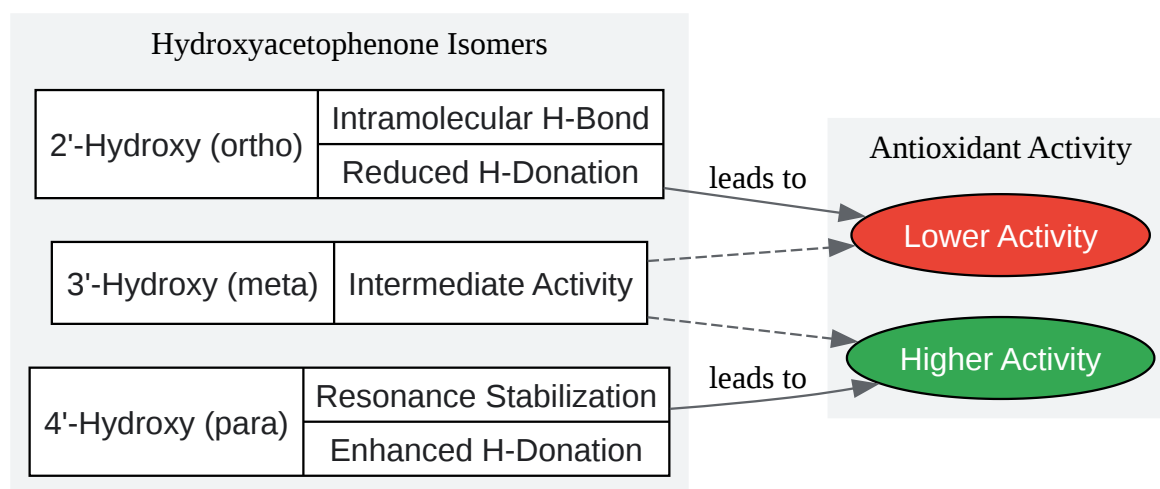 Hydroxyacetophenone Isomers
2'-Hydroxy (ortho)
Intramolecular H-Bond
Reduced H-Donation
3'-Hydroxy (meta)
Intermediate Activity
4'-Hydroxy (para)
Resonance Stabilization
Enhanced H-Donation
leads to
leads to
Antioxidant Activity
Lower Activity
Higher Activity